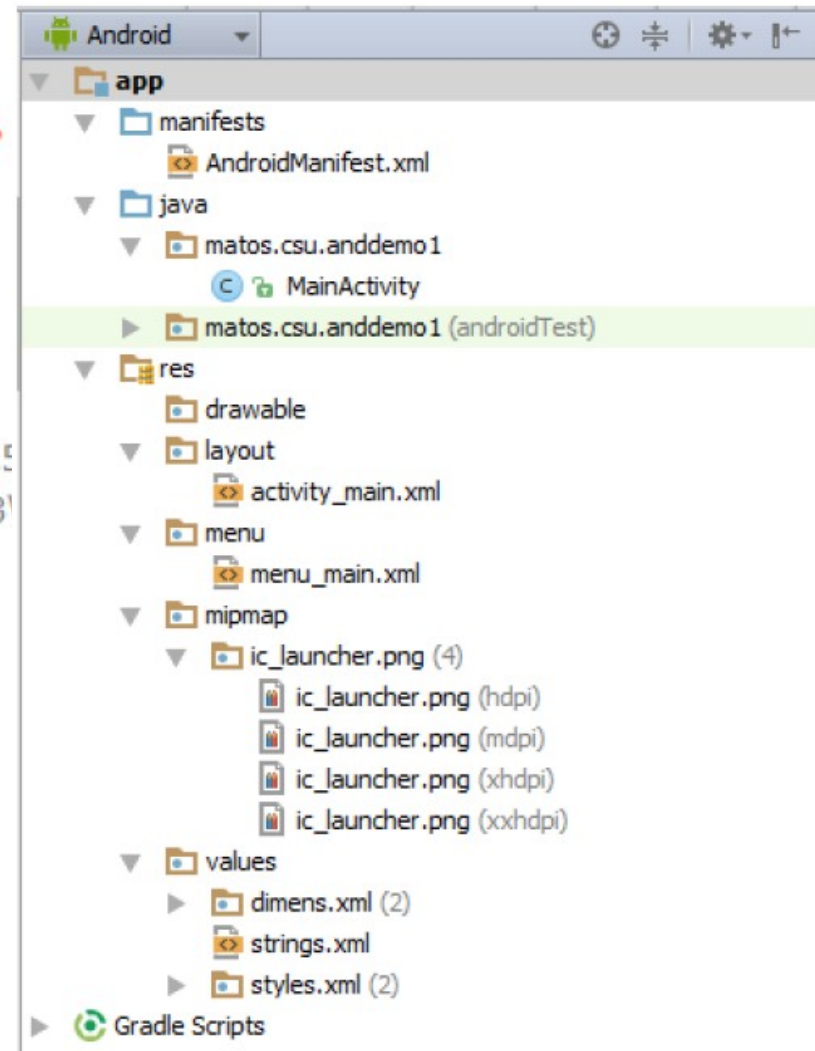 Android
app
manifests
AndroidManifest.xml
java
matos.csu.anddemo1
MainActivity
matos.csu.anddemo1 (androidTest)
res
drawable
layout
activity_main.xml
menu
menu_main.xml
mipmap
ic_launcher.png (4)
ic_launcher.png (hdpi)
ic_launcher.png (mdpi)
ic_launcher.png (xhdpi)
ic_launcher.png (xxhdpi)
values
dimens.xml (2)
strings.xml
styles.xml (2)
Gradle Scripts